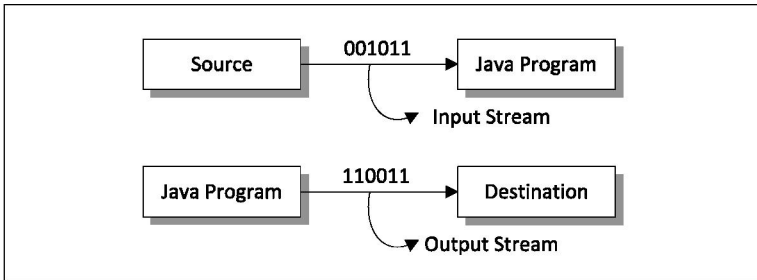 001011
Source
Java Program
Input Stream
110011
Java Program
Destination
Output Stream